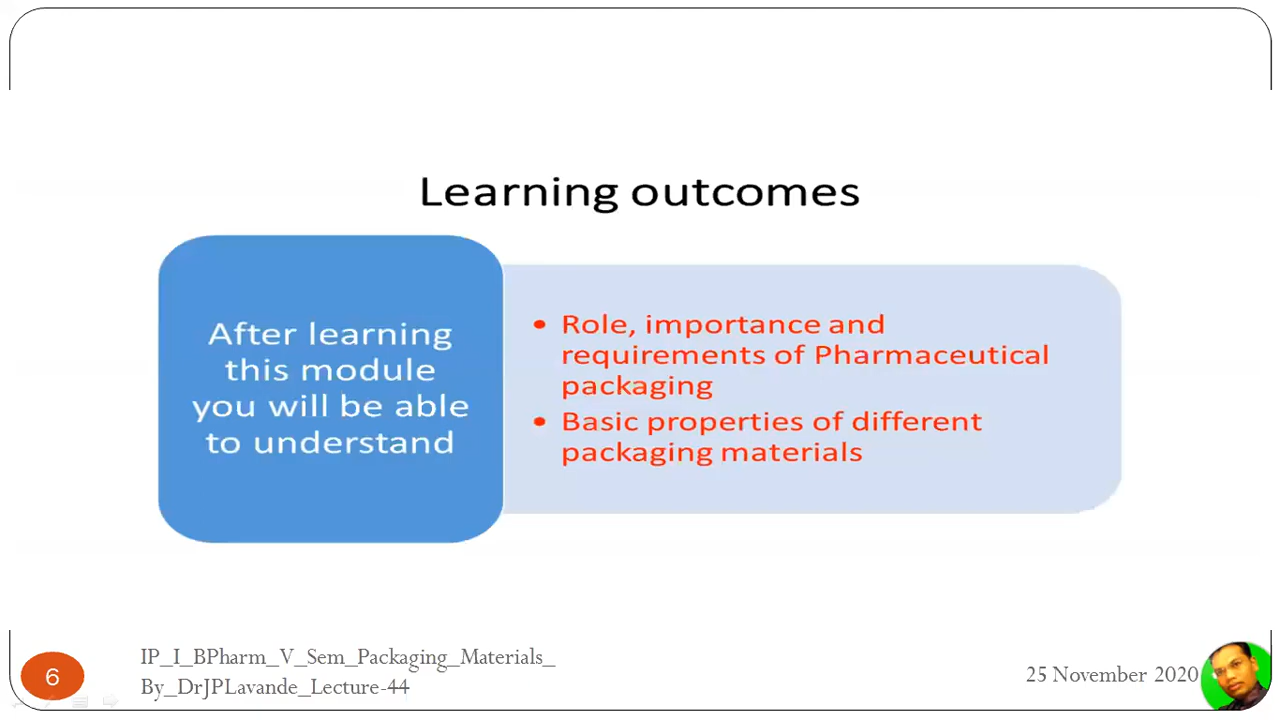 Learning outcomes
After learning
this module
you will be able
to understand
• Role, importance and
requirements of Pharmaceutical
packaging
• Basic properties of different
packaging materials
6
IP_I_BPharm_V_Sem_Packaging_Materials_
By_DrJPLavande_Lecture-44
25 November 2020